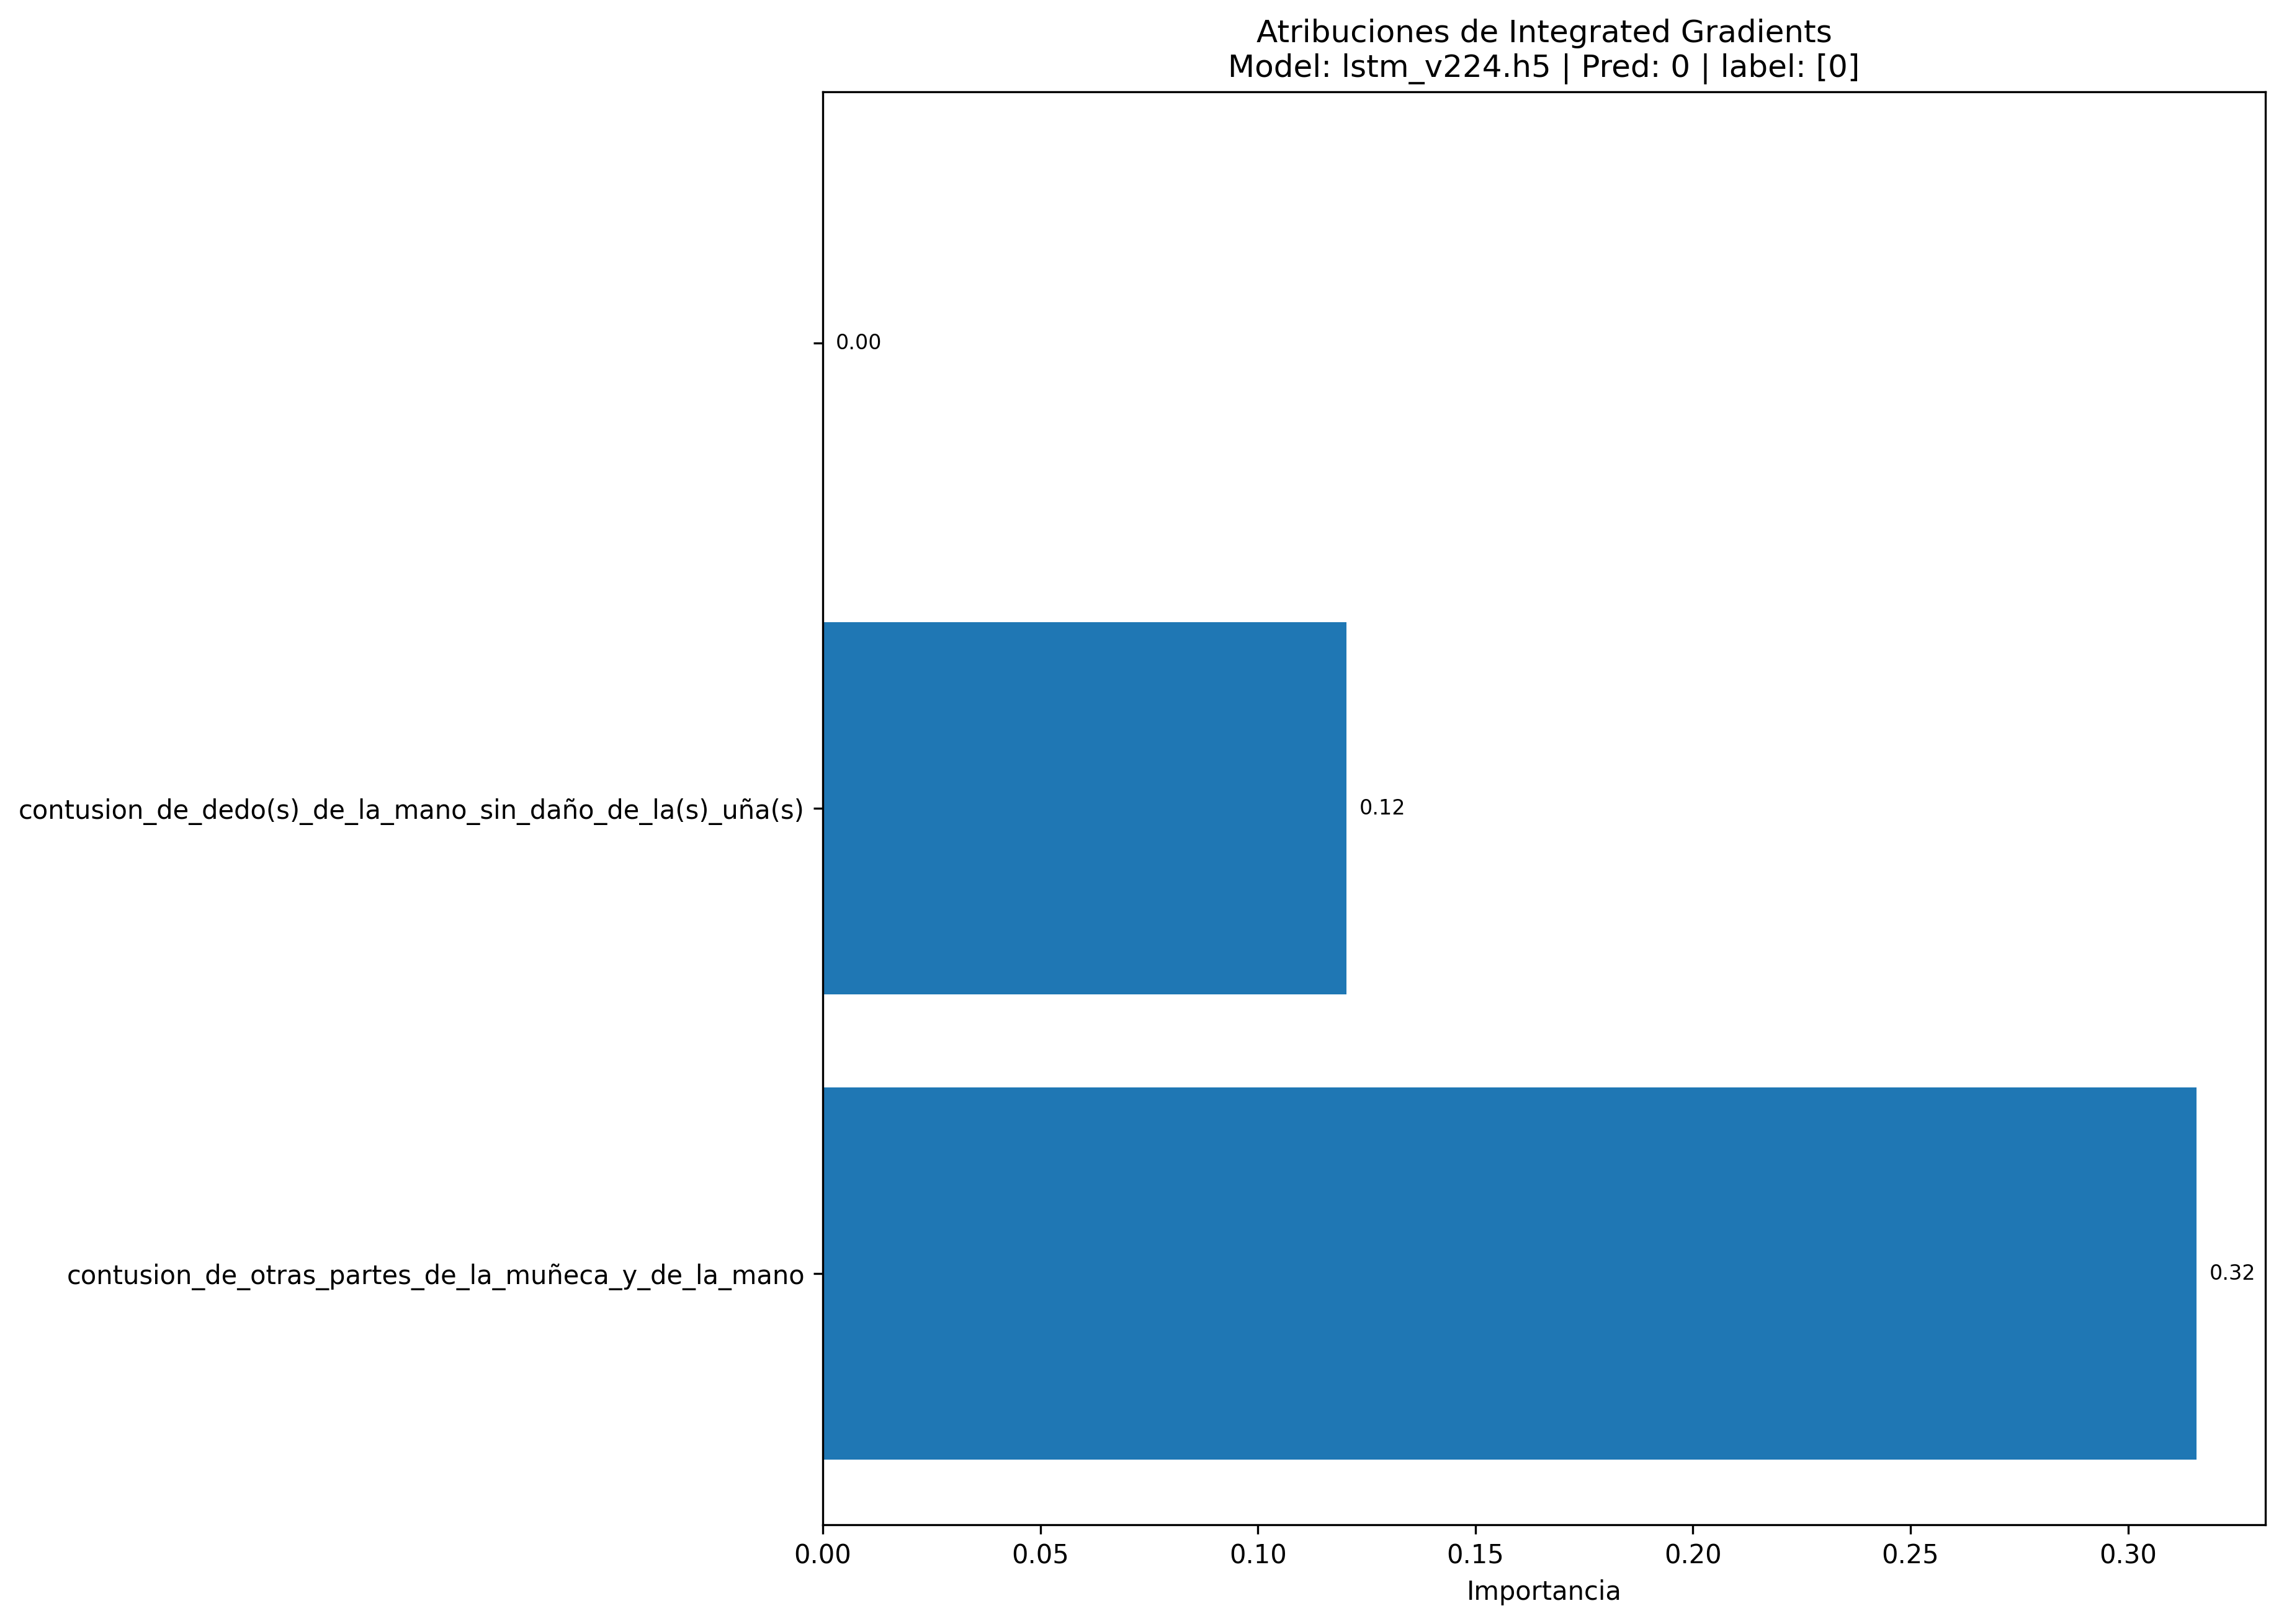 Atribuciones de Integrated Gradients
Model: lstm_v224.h5 | Pred: 0 | label: [0]
0.00
contusion_de_dedo(s)_de_la_mano_sin_daño_de_la(s)_uña(s)
0.12
contusion_de_otras_partes_de_la_muñeca_y_de_la_mano
0.32
0.00 0.05 0.10 0.15 0.20 0.25 0.30
Importancia